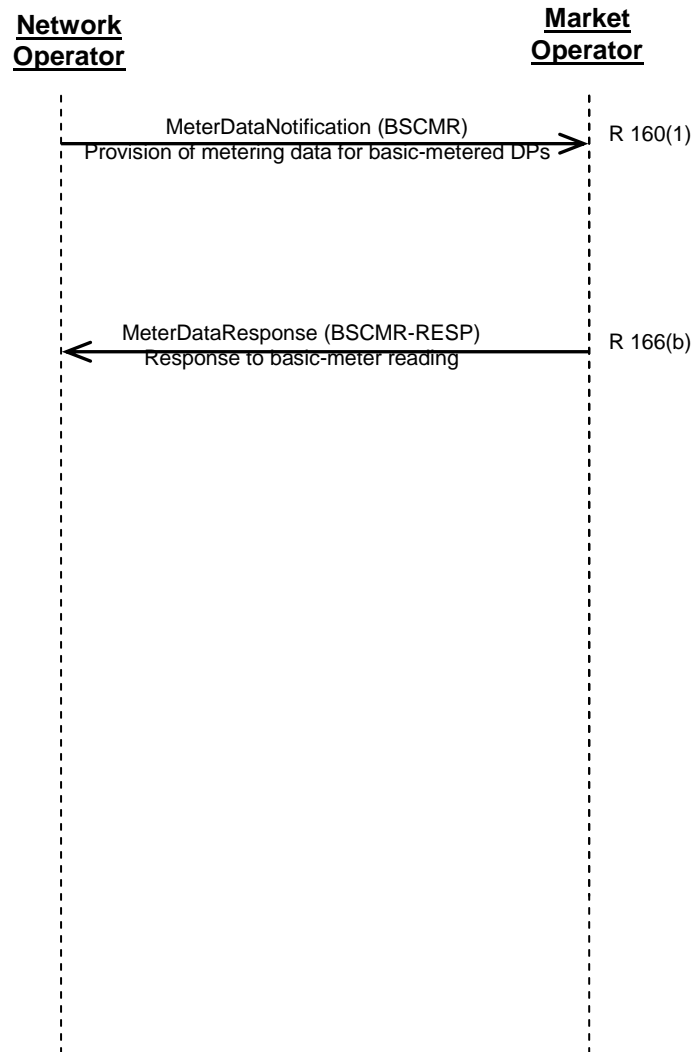 Network
Operator
Market
Operator
MeterDataNotification (BSCMR)
Provision of metering data for basic-metered DPs
R 160(1)
MeterDataResponse (BSCMR-RESP)
Response to basic-meter reading
R 166(b)